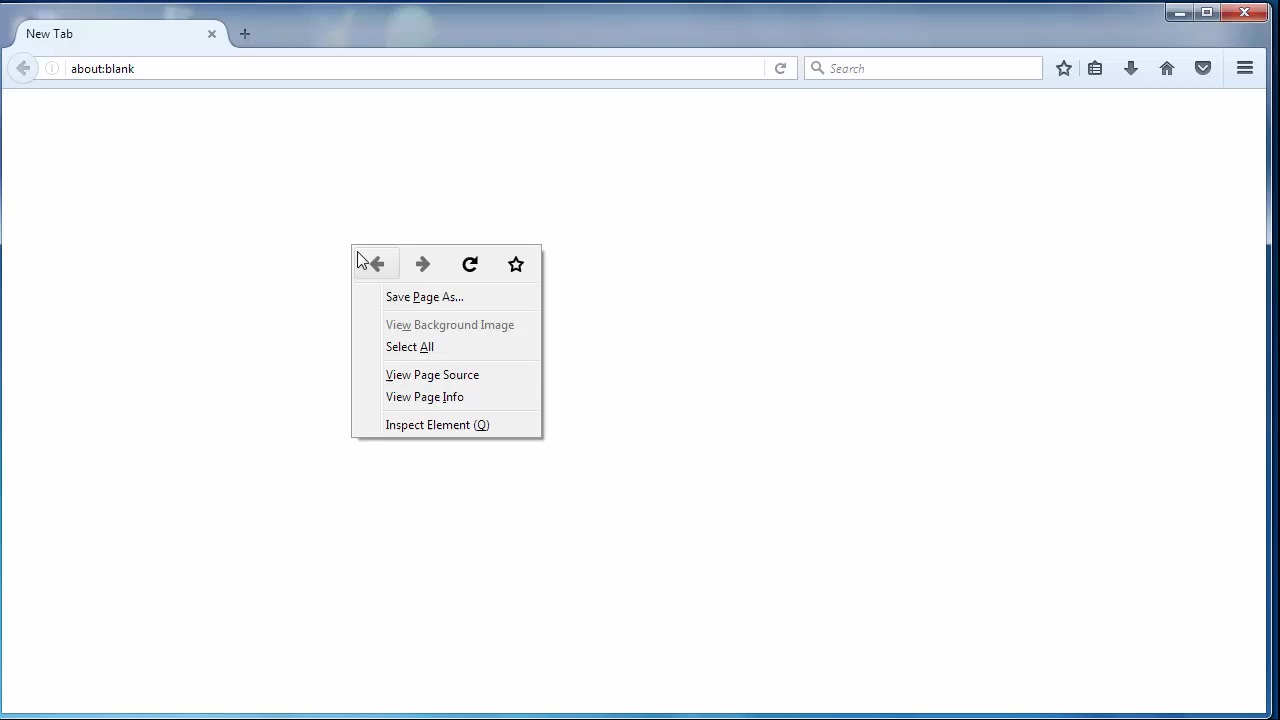 New Tab
about:blank
Search
Save Page As...
View Background Image
Select All
View Page Source
View Page Info
Inspect Element (Q)